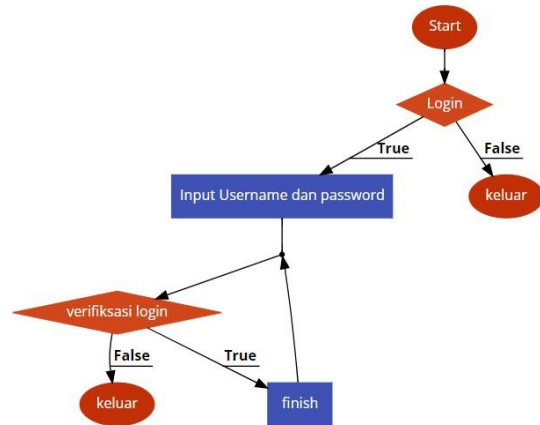 Start
Login
True
False
Input Username dan password
keluar
verifiksasi login
False
True
keluar
finish